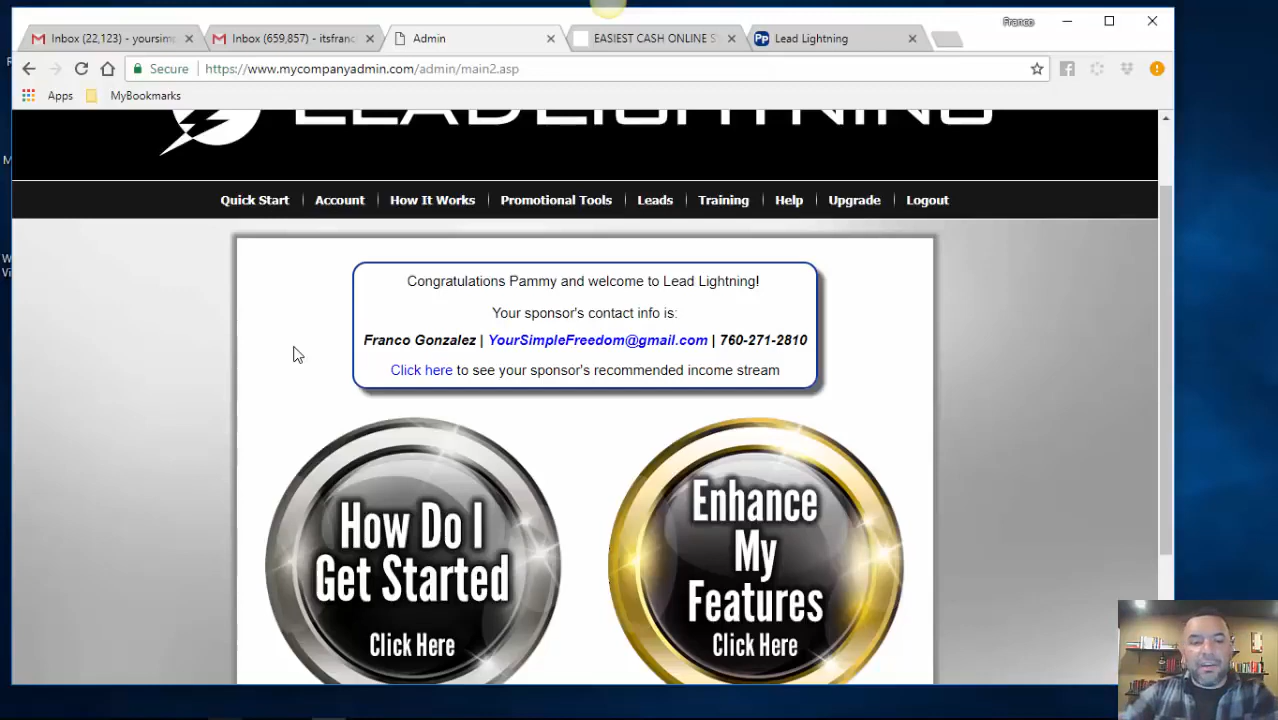 Franco
Inbox (22,123) - yoursimp
Inbox (659,857) - itsfranc
Admin
EASIEST CASH ONLINE S
Pp Lead Lightning
Secure https://www.mycompanyadmin.com/admin/main2.asp
Apps MyBookmarks
LEADLIGHTNING
Quick Start Account How It Works Promotional Tools Leads Training Help Upgrade Logout
Congratulations Pammy and welcome to Lead Lightning!
Your sponsor's contact info is:
Franco Gonzalez | YourSimpleFreedom@gmail.com | 760-271-2810
Click here to see your sponsor's recommended income stream
How Do I
Get Started
Click Here
Enhance
My
Features
Click Here